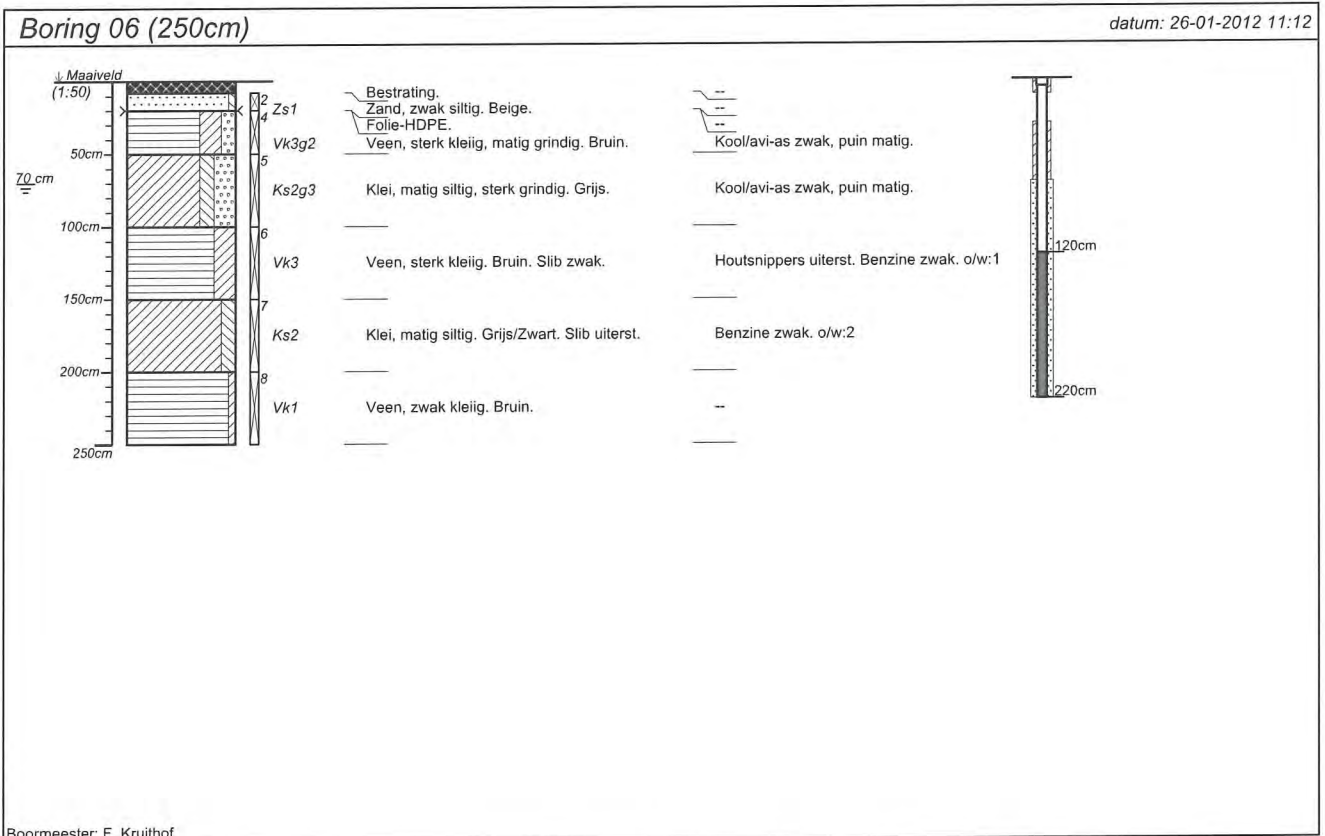 Boring 06 (250cm)
datum: 26-01-2012 11:12
Maaiveld
(1:50)
2
Zs1
4
Bestrating.
--
Zand, zwak siltig. Beige.
--
Folie-HDPE.
--
Vk3g2
Veen, sterk kleiig, matig grindig. Bruin.
Kool/avi-as zwak, puin matig.
50cm
5
70 cm
Ks2g3
Klei, matig siltig, sterk grindig. Grijs.
Kool/avi-as zwak, puin matig.
100cm
6
120cm
Vk3
Veen, sterk kleiig. Bruin. Slib zwak.
Houtsnippers uiterst. Benzine zwak. o/w:1
150cm
7
Ks2
Klei, matig siltig. Grijs/Zwart. Slib uiterst.
Benzine zwak. o/w:2
200cm
8
220cm
Vk1
Veen, zwak kleiig. Bruin.
--
250cm
Boormeester: F. Kruithof